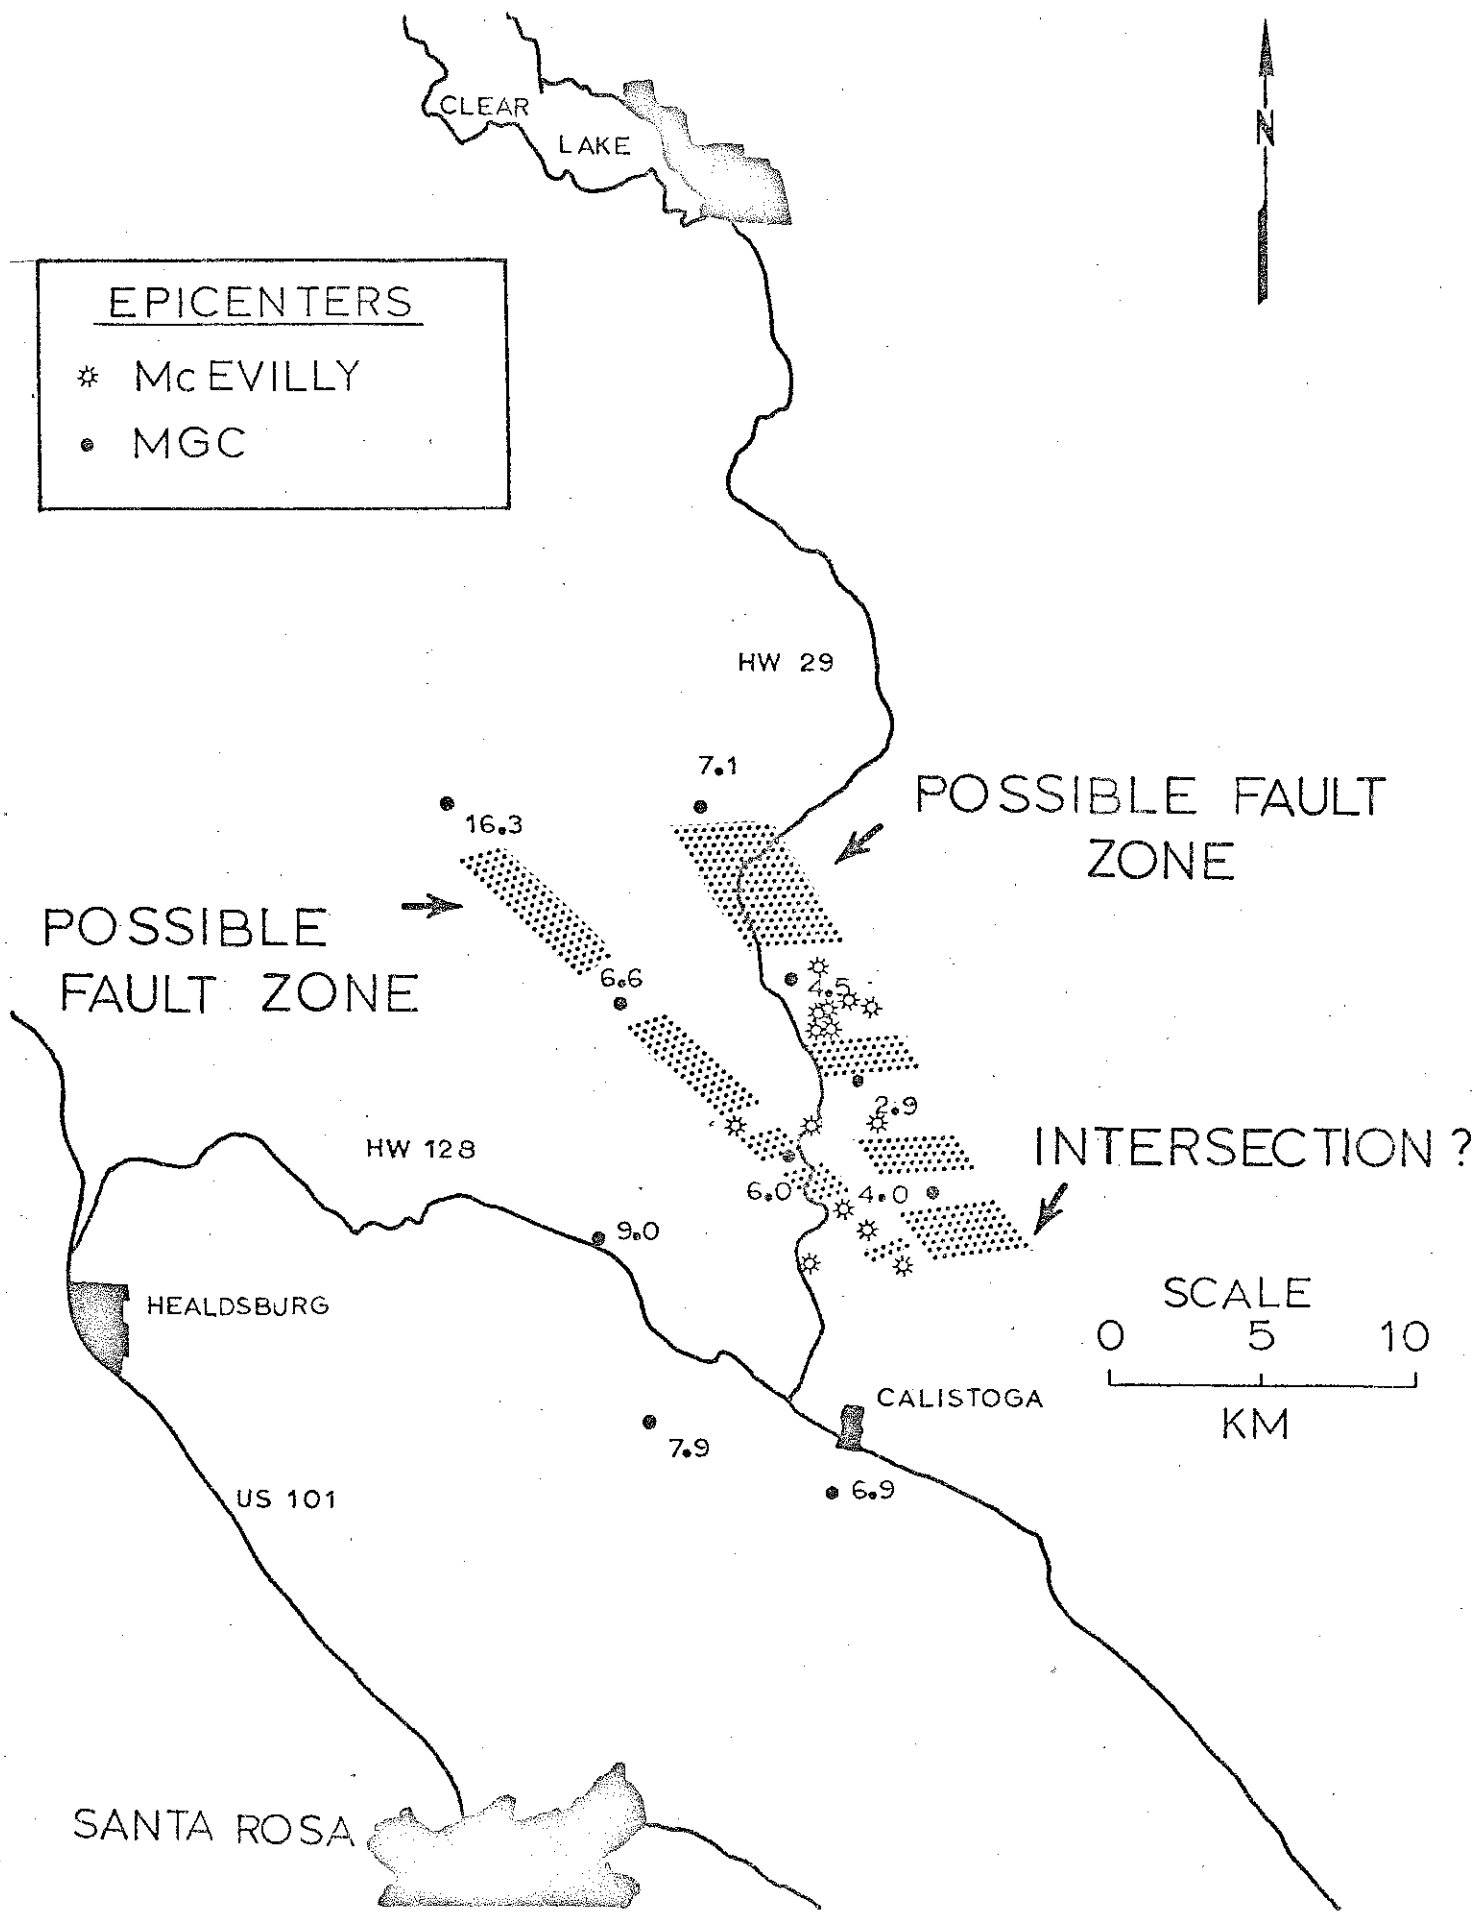 CLEAR
LAKE
N
EPICENTERS
McEVILLY
MGC
HW 29
7.1
16.3
POSSIBLE FAULT
ZONE
POSSIBLE
FAULT ZONE
6.6
4.5
2.9
HW 128
INTERSECTION ?
6.0
4.0
9.0
HEALDSBURG
SCALE
0 5 10
KM
CALISTOGA
7.9
6.9
US 101
SANTA ROSA